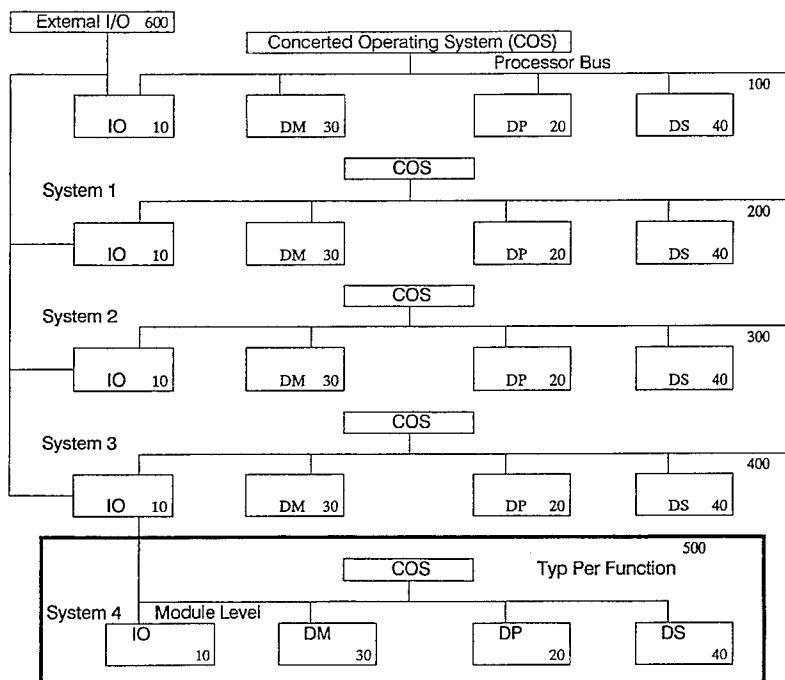 External I/O 600
Concerted Operating System (COS)
Processor Bus
100
IO 10
DM 30
DP 20
DS 40
COS
System 1
200
IO 10
DM 30
DP 20
DS 40
COS
System 2
300
IO 10
DM 30
DP 20
DS 40
COS
System 3
400
IO 10
DM 30
DP 20
DS 40
500
COS
Typ Per Function
System 4
Module Level
IO 10
DM 30
DP 20
DS 40